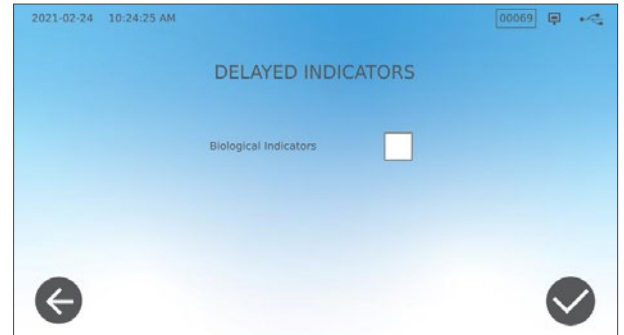 2021-02-24 10:24:25 AM 00069
DELAYED INDICATORS
Biological Indicators